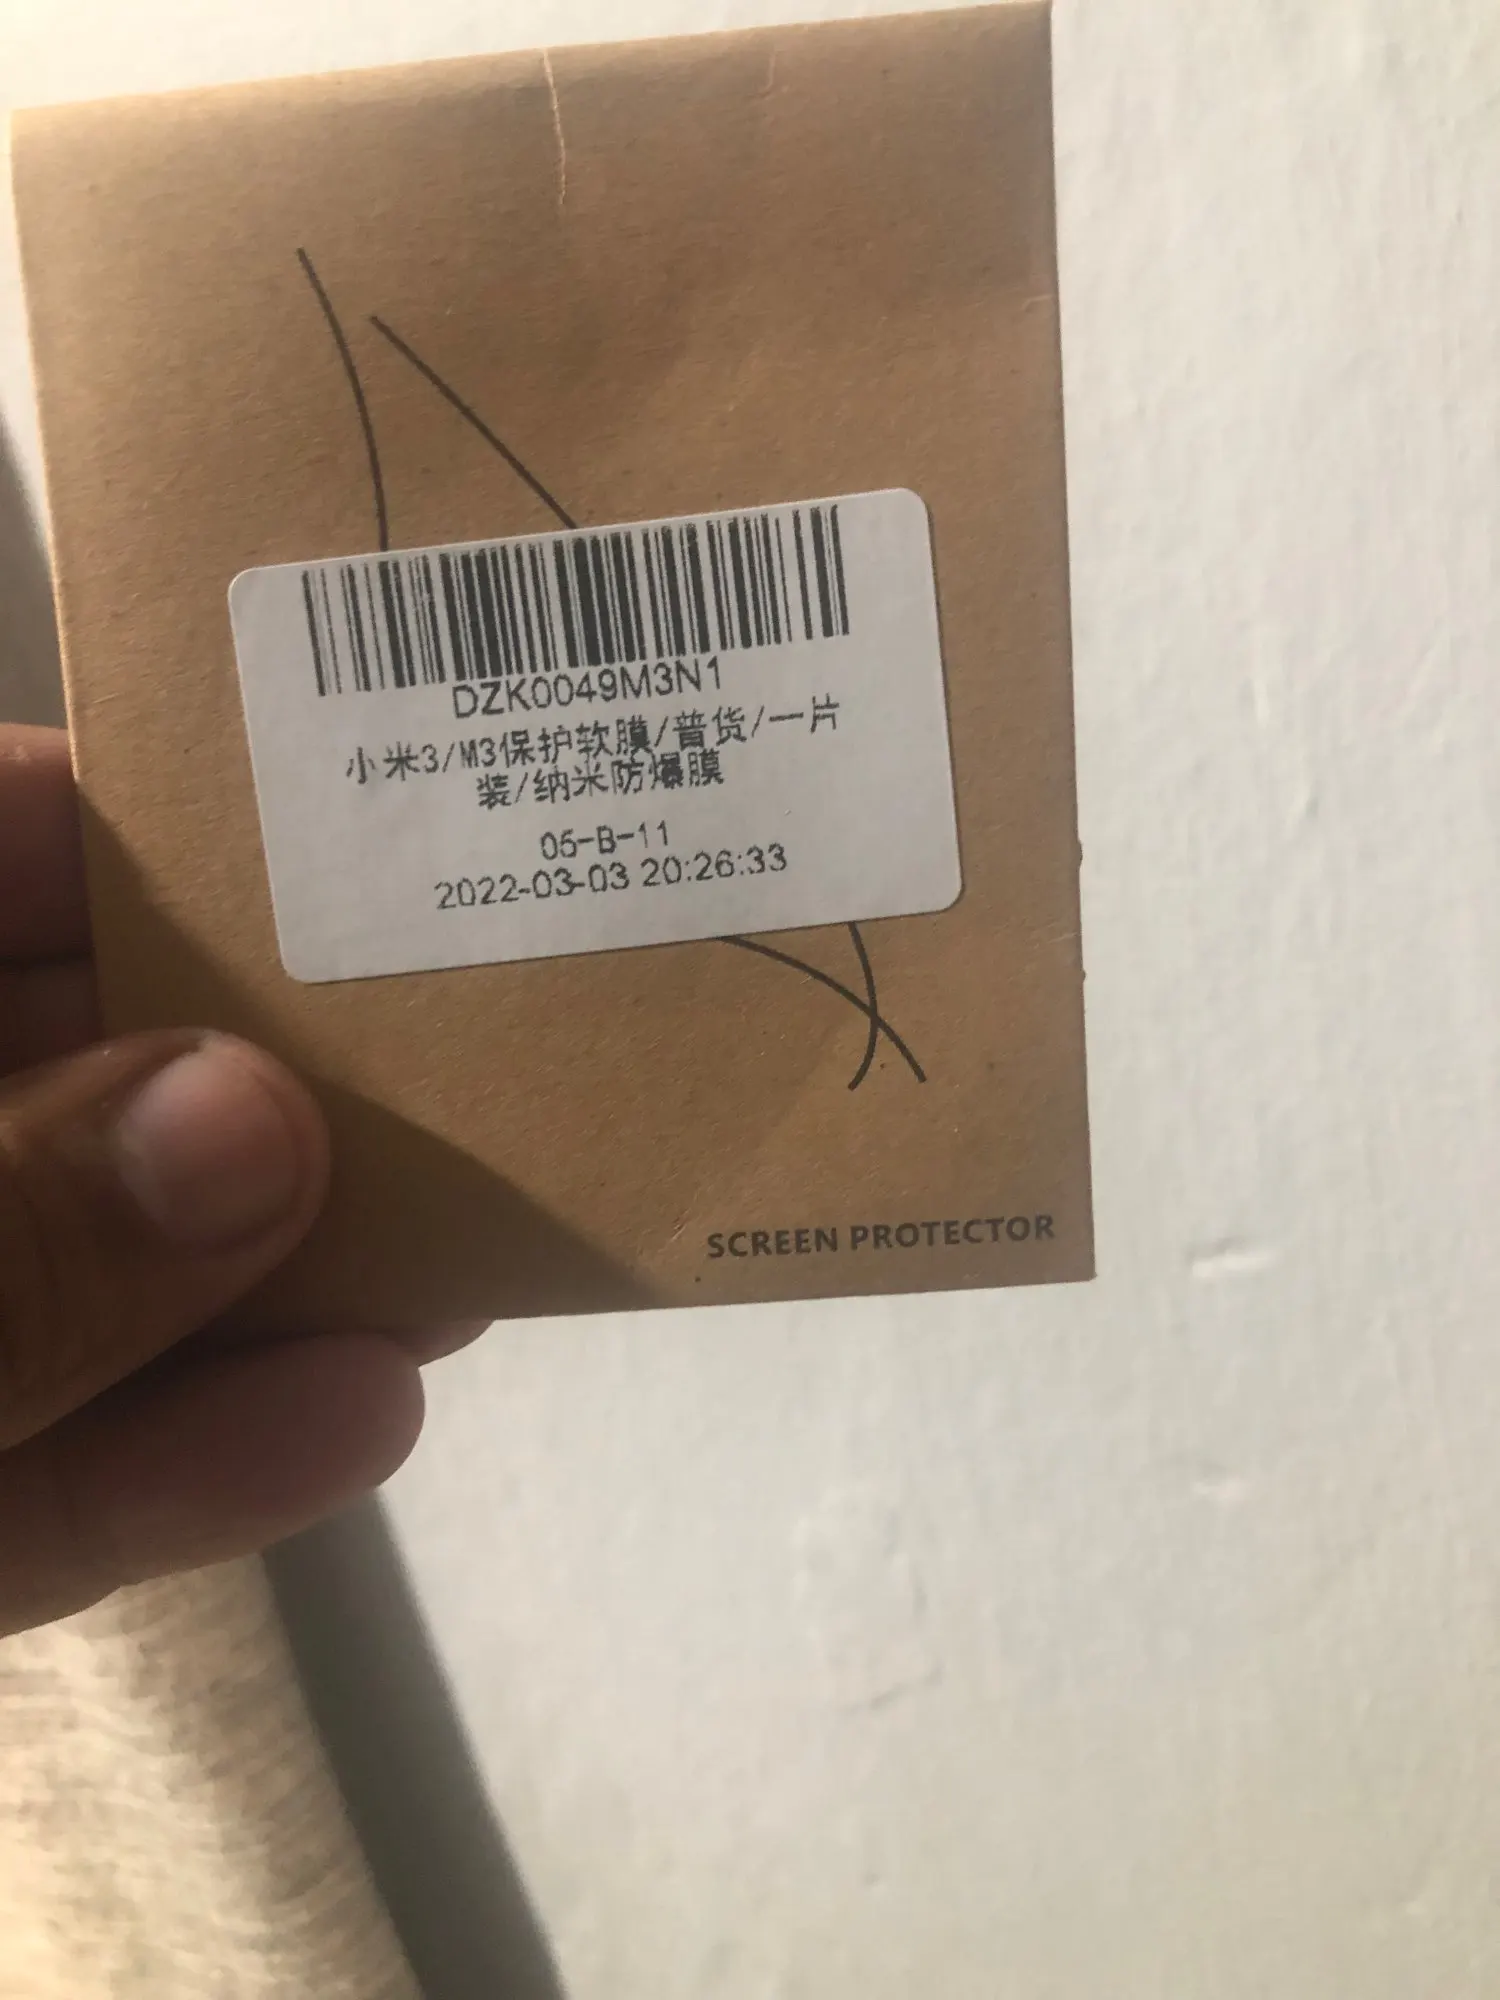 DZK0049M3N1
小米3/M3保护软膜/普货/一片
装/纳米防爆膜
05-B-11
2022-03-03 20:26:33
SCREEN PROTECTOR